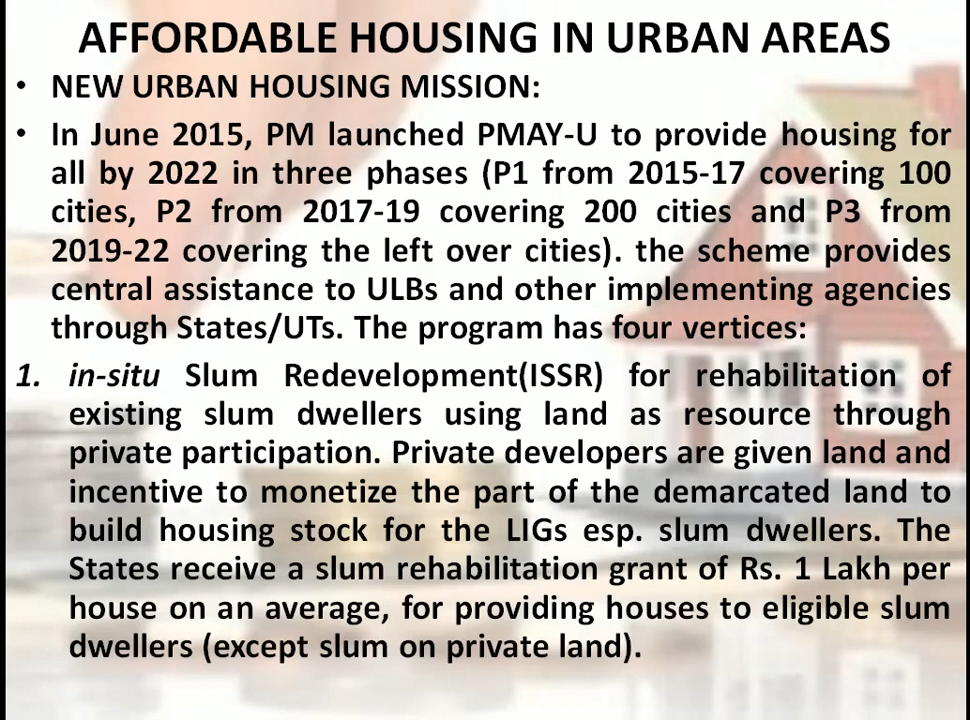 AFFORDABLE HOUSING IN URBAN AREAS
• NEW URBAN HOUSING MISSION:
• In June 2015, PM launched PMAY-U to provide housing for
all by 2022 in three phases (P1 from 2015-17 covering 100
cities, P2 from 2017-19 covering 200 cities and P3 from
2019-22 covering the left over cities). the scheme provides
central assistance to ULBs and other implementing agencies
through States/UTs. The program has four vertices:
1. in-situ Slum Redevelopment(ISSR) for rehabilitation of
existing slum dwellers using land as resource through
private participation. Private developers are given land and
incentive to monetize the part of the demarcated land to
build housing stock for the LIGs esp. slum dwellers. The
States receive a slum rehabilitation grant of Rs. 1 Lakh per
house on an average, for providing houses to eligible slum
dwellers (except slum on private land).